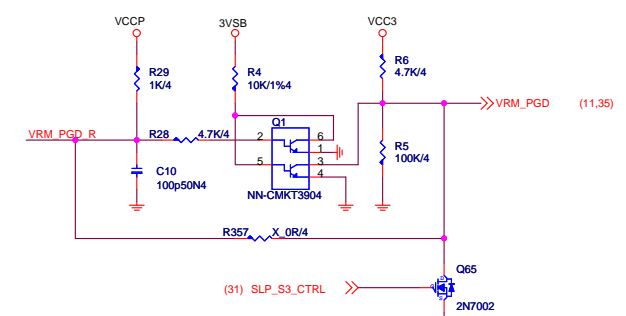 VCCP
3VSB
VCC3
R29
1K/4
R4
10K/1%4
R6
4.7K/4
VRM_PGD (11,35)
VRM_PGD_R
R28 4.7K/4
Q1
2 6
1
5 3
4
NN-CMKT3904
R5
100K/4
C10
100p50N4
R357 X_0R/4
Q65
(31) SLP_S3_CTRL
G D S
2N7002